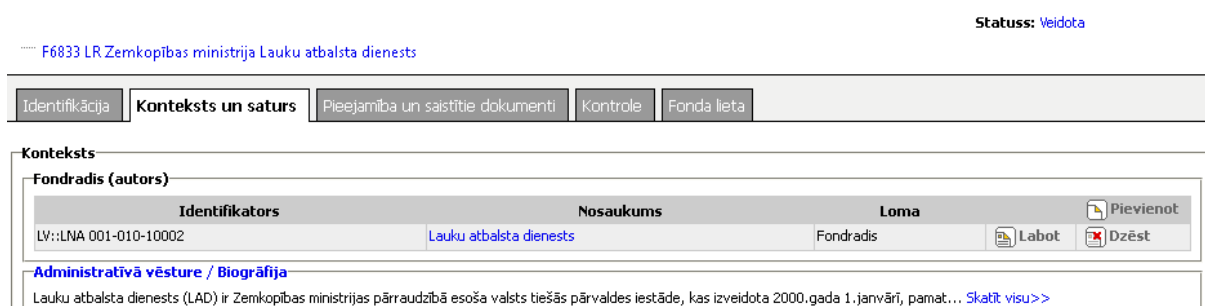 Statuss: Veidota
F6833 LR Zemkopības ministrija Lauku atbalsta dienests
Identifikācija Konteksts un saturs Pieejamība un saistītie dokumenti Kontrole Fonda lieta
Konteksts
Fondradis (autors)
Identifikators Nosaukums Loma Pievienot
LV::LNA 001-010-10002 Lauku atbalsta dienests Fondradis Labot Dzēst
Administratīvā vēsture / Biogrāfija
Lauku atbalsta dienests (LAD) ir Zemkopības ministrijas pārraudzībā esoša valsts tiešās pārvaldes iestāde, kas izveidota 2000.gada 1.janvārī, pamat... Skatīt visu>>